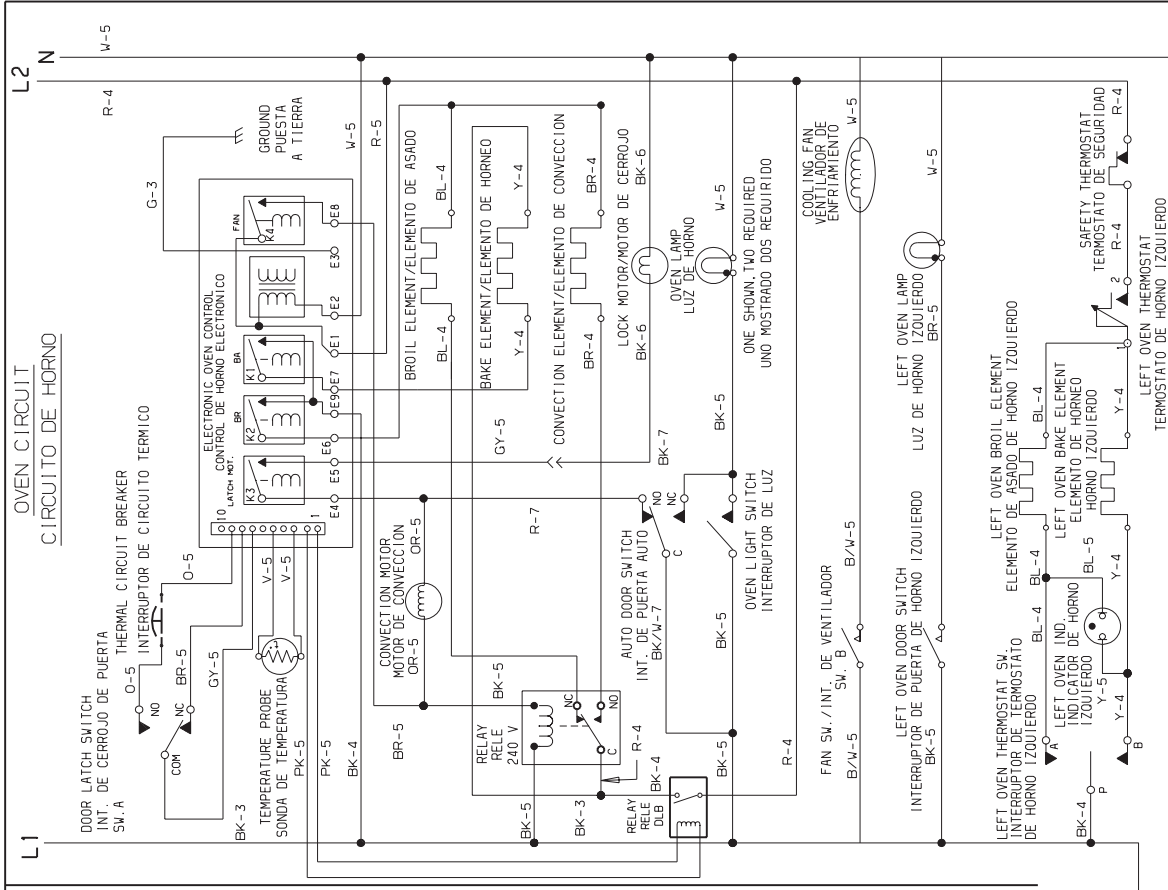 OVEN CIRCUIT
CIRCUITO DE HORNO
L1
L2
N
W-5
R-4
G-3
GROUND
PUESTA
A TIERRA
W-5
R-5
DOOR LATCH SWITCH
INT. DE CERROJO DE PUERTA
SW.A
THERMAL CIRCUIT BREAKER
INTERRUPTOR DE CIRCUITO TERMICO
O-5
O-5
NO
NC
COM
BR-5
GY-5
BK-3
V-5
V-5
TEMPERATURE PROBE
SONDA DE TEMPERATURA
PK-5
PK-5
BK-4
ELECTRONIC OVEN CONTROL
CONTROL DE HORNO ELECTRONICO
10
1
LATCH MOT.
K3
BR
K2
BA
K1
FAN
K4
E4
E5
E6
E9
E7
E1
E2
E30
E8
BROIL ELEMENT/ELEMENTO DE ASADO
BL-4
BL-4
BAKE ELEMENT/ELEMENTO DE HORNEO
Y-4
Y-4
GY-5
CONVECTION ELEMENT/ELEMENTO DE CONVECCION
BR-4
BR-4
CONVECTION MOTOR
MOTOR DE CONVECCION
OR-5
OR-5
BR-5
BK-5
R-7
LOCK MOTOR/MOTOR DE CERROJO
BK-6
BK-6
BK-7
RELAY
RELE
240 V
NC
NO
C
BK-5
BK-3
BK-4
R-4
RELAY
RELE
DLB
AUTO DOOR SWITCH
INT. DE PUERTA AUTO
BK/W-7
NO
NC
C
OVEN LAMP
LUZ DE HORNO
W-5
BK-5
ONE SHOWN,TWO REQUIRED
UNO MOSTRADO DOS REQUIRIDO
BK-5
BK-5
OVEN LIGHT SWITCH
INTERRUPTOR DE LUZ
R-4
COOLING FAN
VENTILADOR DE
ENFRIAMIENTO
W-5
FAN SW./INT. DE VENTILADOR
SW. B
B/W-5
B/W-5
LEFT OVEN LAMP
LUZ DE HORNO IZQUIERDO
BR-5
W-5
LEFT OVEN DOOR SWITCH
INTERRUPTOR DE PUERTA DE HORNO IZQUIERDO
BK-5
LEFT OVEN BROIL ELEMENT
ELEMENTO DE ASADO DE HORNO IZQUIERDO
BL-4
BL-4
BL-4
LEFT OVEN BAKE ELEMENT
ELEMENTO DE HORNEO
HORNO IZQUIERDO
BL-5
Y-4
Y-4
Y-4
LEFT OVEN THERMOSTAT SW.
INTERRUPTOR DE TERMOSTATO
DE HORNO IZQUIERDO
LEFT OVEN IND.
INDICATOR DE HORNO
IZQUIERDO
Y-5
A
B
P
BK-4
SAFETY THERMOSTAT
TERMOSTATO DE SEGURIDAD
R-4
R-4
2
1
LEFT OVEN THERMOSTAT
TERMOSTATO DE HORNO IZQUIERDO